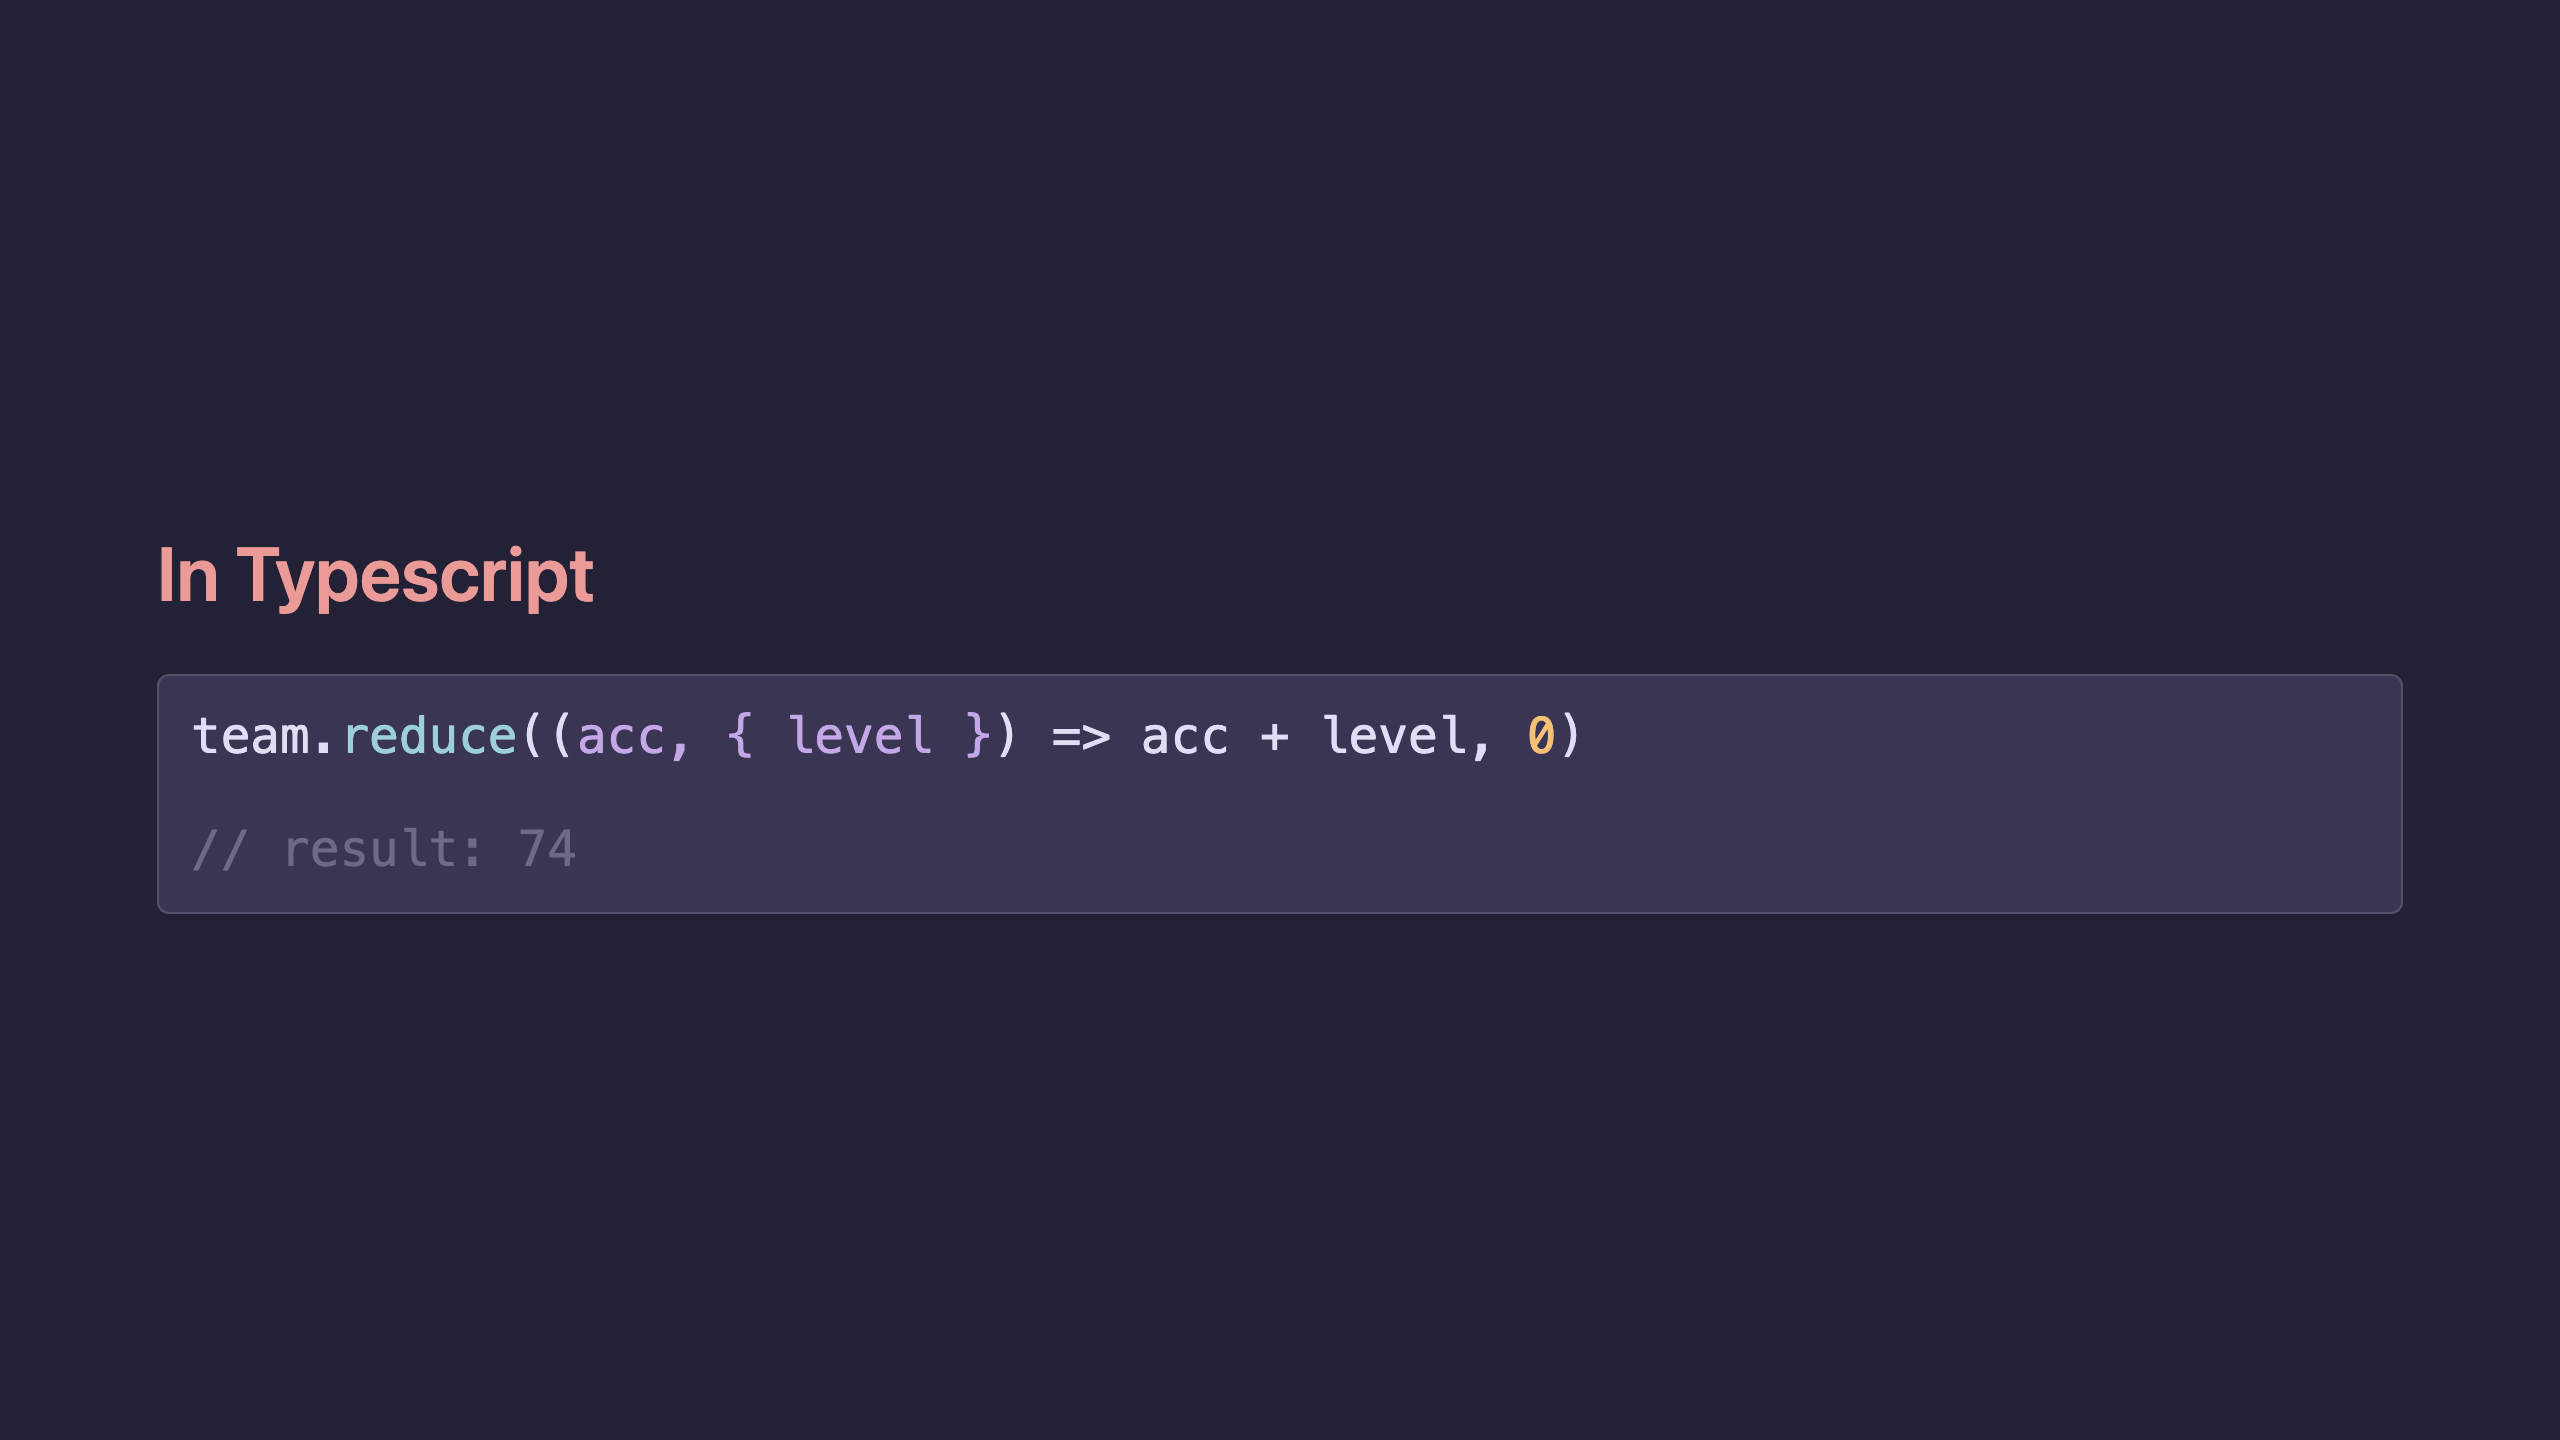 In Typescript
team.reduce((acc, { level }) => acc + level, 0)
// result: 74